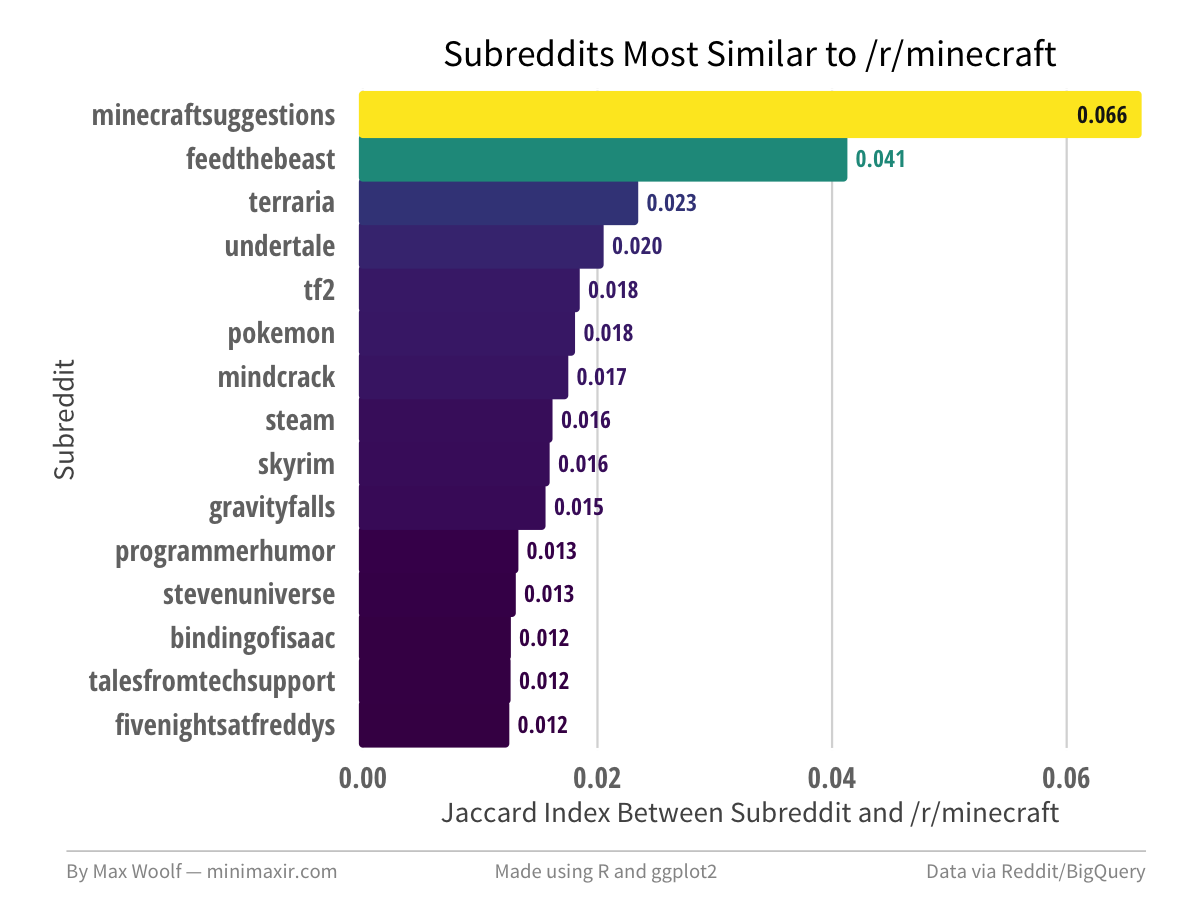 Subreddits Most Similar to /r/minecraft
minecraftsuggestions 0.066
feedthebeast 0.041
terraria 0.023
undertale 0.020
tf2 0.018
pokemon 0.018
mindcrack 0.017
steam 0.016
skyrim 0.016
gravityfalls 0.015
programmerhumor 0.013
stevenuniverse 0.013
bindingofisaac 0.012
talesfromtechsupport 0.012
fivenightsatfreddys 0.012
Subreddit
0.00 0.02 0.04 0.06
Jaccard Index Between Subreddit and /r/minecraft
By Max Woolf — minimaxir.com Made using R and ggplot2 Data via Reddit/BigQuery